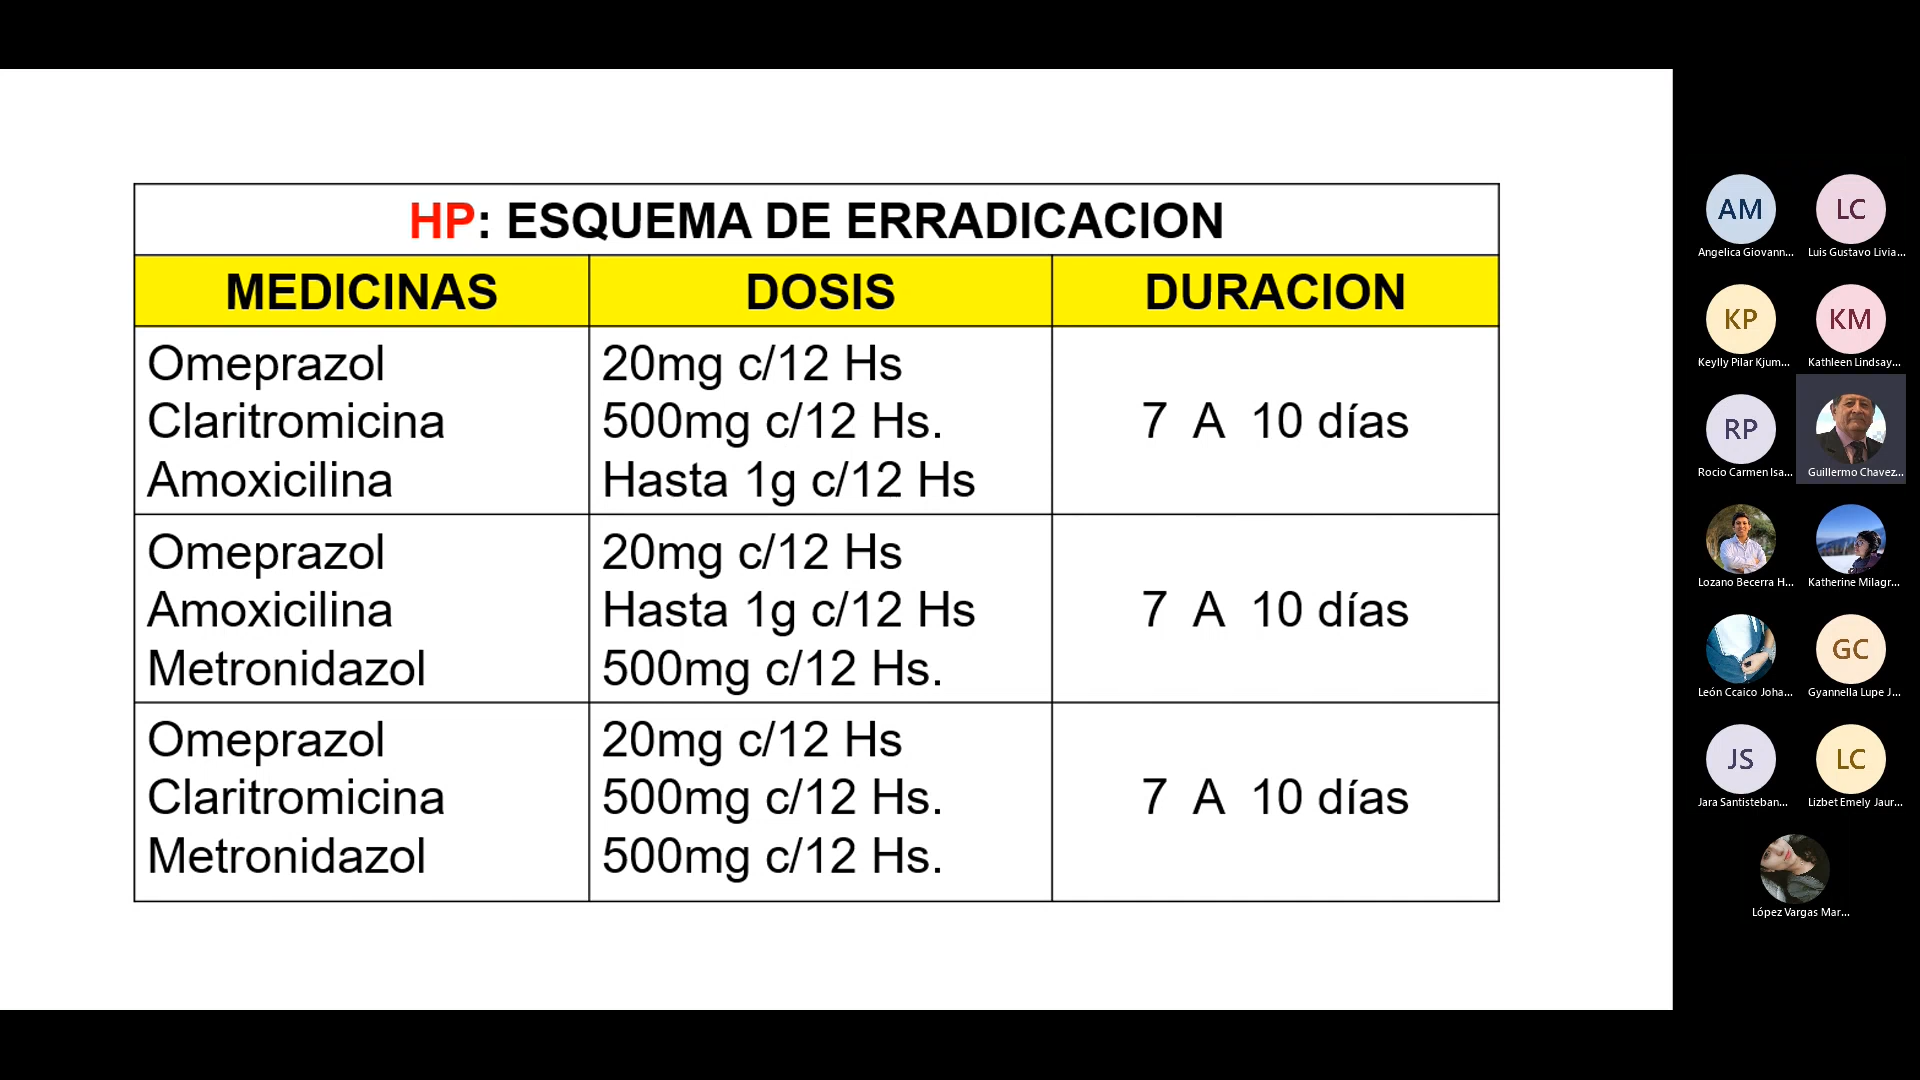 HP: ESQUEMA DE ERRADICACION
MEDICINAS DOSIS DURACION
Omeprazol 20mg c/12 Hs
Claritromicina 500mg c/12 Hs. 7 A 10 días
Amoxicilina Hasta 1g c/12 Hs
Omeprazol 20mg c/12 Hs
Amoxicilina Hasta 1g c/12 Hs 7 A 10 días
Metronidazol 500mg c/12 Hs.
Omeprazol 20mg c/12 Hs
Claritromicina 500mg c/12 Hs. 7 A 10 días
Metronidazol 500mg c/12 Hs.
AM LC
Angelica Giovann... Luis Gustavo Livia...
KP KM
Keylly Pilar Kjum... Kathleen Lindsay...
RP
Rocio Carmen Isa... Guillermo Chavez...
Lozano Becerra H... Katherine Milagr...
GC
León Ccaico Joha... Gyannella Lupe J...
JS LC
Jara Santisteban... Lizbet Emely Jaur...
López Vargas Mar...